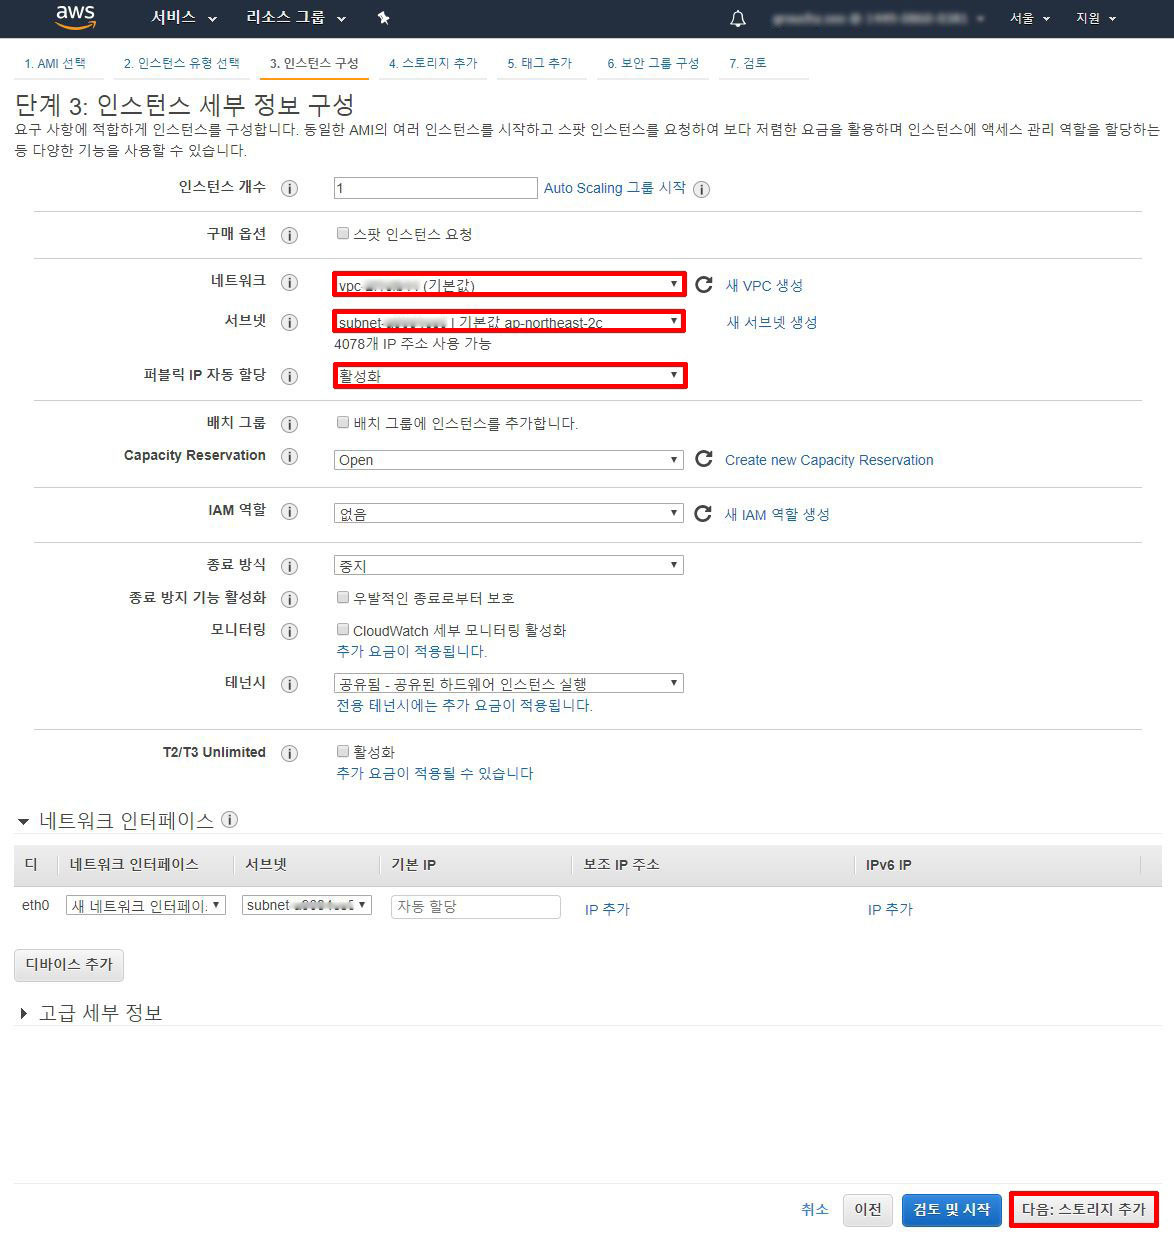 aws 서비스 리소스 그룹 서울 지원
1. AMI 선택 2. 인스턴스 유형 선택 3. 인스턴스 구성 4. 스토리지 추가 5. 태그 추가 6. 보안 그룹 구성 7. 검토
단계 3: 인스턴스 세부 정보 구성
요구 사항에 적합하게 인스턴스를 구성합니다. 동일한 AMI의 여러 인스턴스를 시작하고 스팟 인스턴스를 요청하여 보다 저렴한 요금을 활용하며 인스턴스에 액세스 관리 역할을 할당하는
등 다양한 기능을 사용할 수 있습니다.
인스턴스 개수 i 1 Auto Scaling 그룹 시작 i
구매 옵션 i 스팟 인스턴스 요청
네트워크 i vpc (기본값) 새 VPC 생성
서브넷 i subnet- | 기본값 ap-northeast-2c 새 서브넷 생성
4078개 IP 주소 사용 가능
퍼블릭 IP 자동 할당 i 활성화
배치 그룹 i 배치 그룹에 인스턴스를 추가합니다.
Capacity Reservation i Open Create new Capacity Reservation
IAM 역할 i 없음 새 IAM 역할 생성
종료 방식 i 중지
종료 방지 기능 활성화 i 우발적인 종료로부터 보호
모니터링 i CloudWatch 세부 모니터링 활성화
추가 요금이 적용됩니다.
테넌시 i 공유됨 - 공유된 하드웨어 인스턴스 실행
전용 테넌시에는 추가 요금이 적용됩니다.
T2/T3 Unlimited i 활성화
추가 요금이 적용될 수 있습니다
네트워크 인터페이스 i
디 네트워크 인터페이스 서브넷 기본 IP 보조 IP 주소 IPv6 IP
eth0 새 네트워크 인터페이: subnet- 자동 할당 IP 추가 IP 추가
디바이스 추가
고급 세부 정보
취소 이전 검토 및 시작 다음: 스토리지 추가